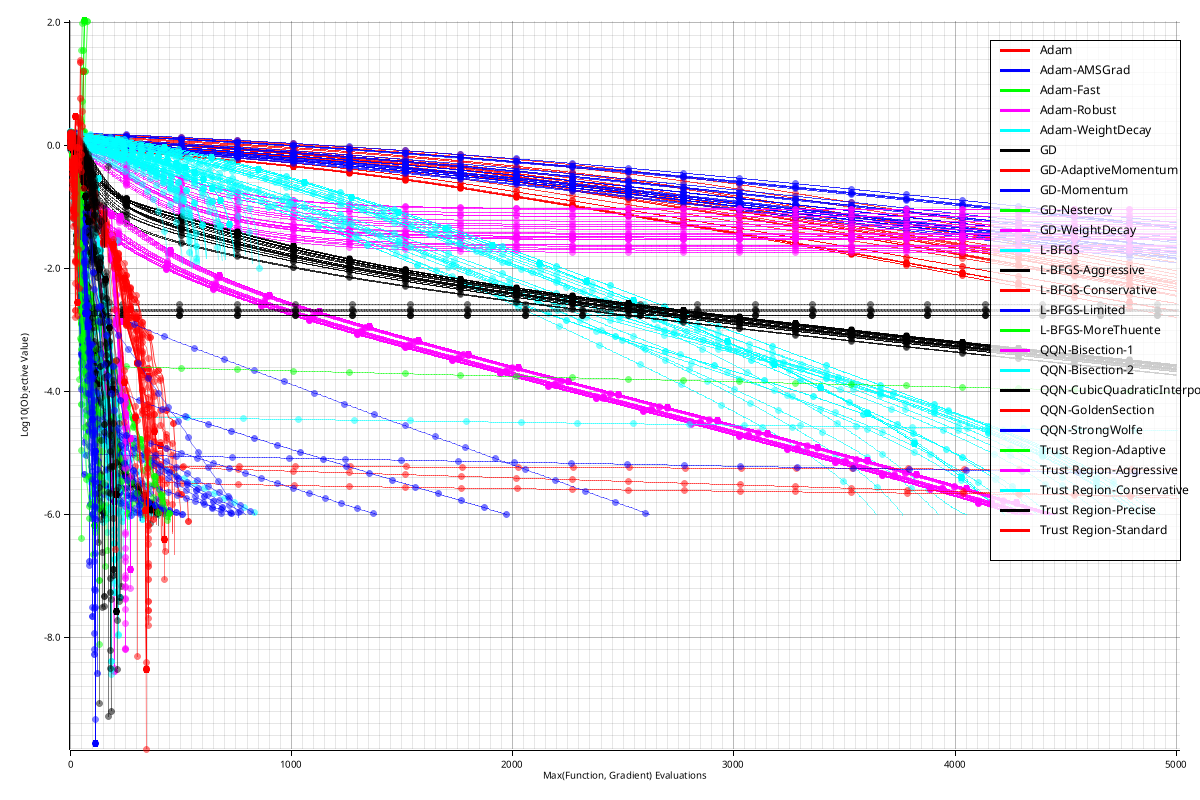 2.0
0.0
-2.0
-4.0
-6.0
-8.0
Log10(Objective Value)
0
1000
2000
3000
4000
5000
Max(Function, Gradient) Evaluations
Adam
Adam-AMSGrad
Adam-Fast
Adam-Robust
Adam-WeightDecay
GD
GD-AdaptiveMomentum
GD-Momentum
GD-Nesterov
GD-WeightDecay
L-BFGS
L-BFGS-Aggressive
L-BFGS-Conservative
L-BFGS-Limited
L-BFGS-MoreThuente
QQN-Bisection-1
QQN-Bisection-2
QQN-CubicQuadraticInterpo
QQN-GoldenSection
QQN-StrongWolfe
Trust Region-Adaptive
Trust Region-Aggressive
Trust Region-Conservative
Trust Region-Precise
Trust Region-Standard